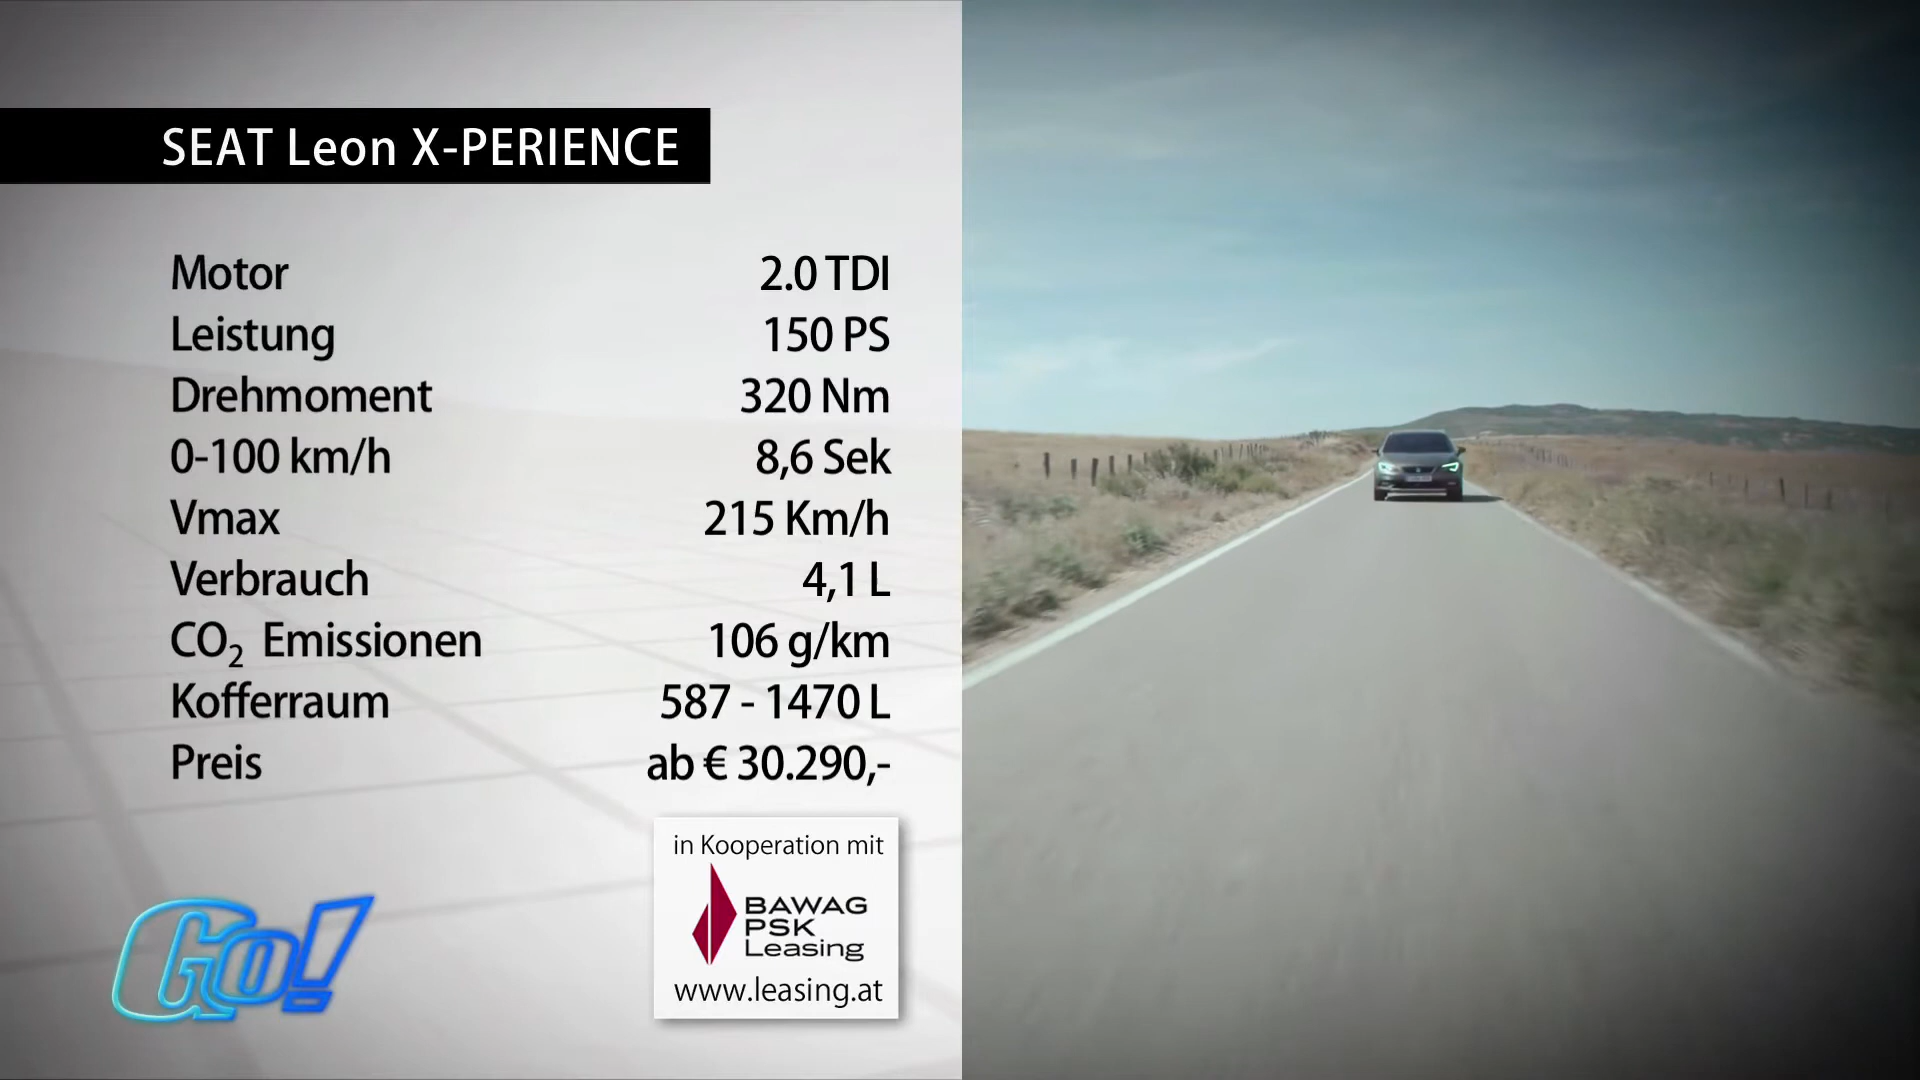 SEAT Leon X-PERIENCE
Motor 2.0 TDI
Leistung 150 PS
Drehmoment 320 Nm
0-100 km/h 8,6 Sek
Vmax 215 Km/h
Verbrauch 4,1 L
CO₂ Emissionen 106 g/km
Kofferraum 587 - 1470 L
Preis ab € 30.290,-
in Kooperation mit
BAWAG
PSK
Leasing
www.leasing.at
Go!